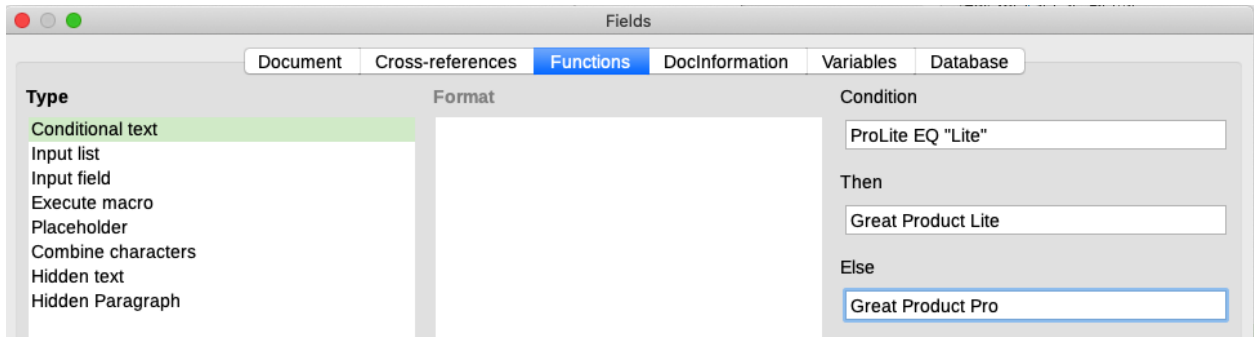 Fields
Document Cross-references Functions DocInformation Variables Database
Type
Conditional text
Input list
Input field
Execute macro
Placeholder
Combine characters
Hidden text
Hidden Paragraph
Format
Condition
ProLite EQ "Lite"
Then
Great Product Lite
Else
Great Product Pro